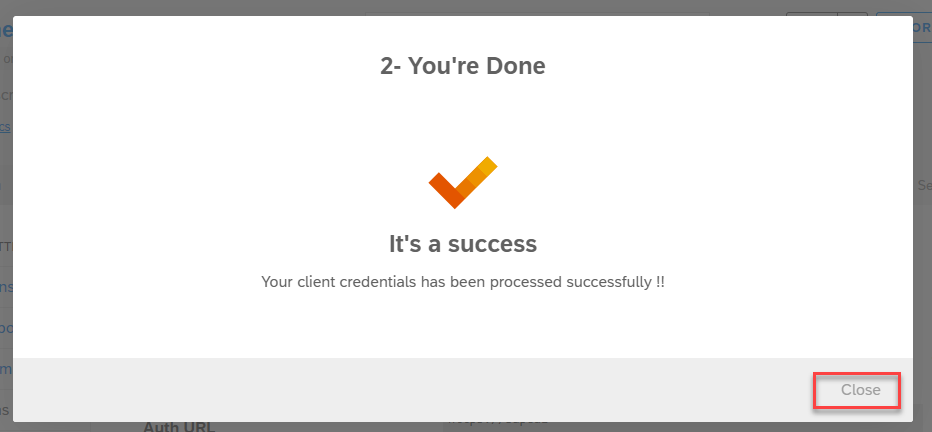 2- You're Done
It's a success
Your client credentials has been processed successfully !!
Close
Auth URL